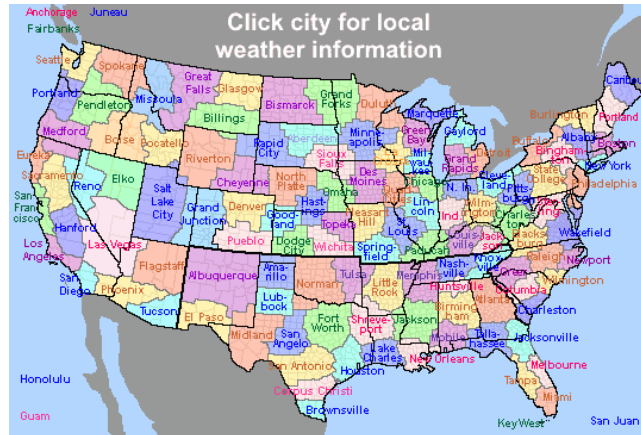 Click city for local
weather information
Anchorage
Juneau
Fairbanks
Seattle
Spokane
Great
Falls
Glasgow
Bismarck
Grand
Forks
Duluth
Marquette
Caribou
Portland
Missoula
Pendleton
Billings
Aberdeen
Minne-
apolis
Green
Bay
Gaylord
Burlington
Portland
Medford
Boise
Pocatello
Riverton
Rapid
City
Sioux
Falls
Mil-
waukee
Grand
Rapids
Detroit
Buffalo
Albany
Boston
Bingham-
ton
Eureka
Sacramento
Reno
Elko
Salt
Lake
City
Cheyenne
North
Platte
Omaha
Des
Moines
Chicago
N. In.
Cleve-
land
State
College
New York
Pitts-
burg
Philadelphia
San
Francisco
Hanford
Grand
Junction
Denver
Good-
land
Hast-
ings
Topeka
Pleasant
Hill
St.
Louis
Lin-
coln
Ind.
Wilm-
ington
Charleston
Los
Angeles
Las Vegas
Pueblo
Dodge
City
Wichita
Spring-
field
Paducah
Louis-
ville
Jack-
son
Blacks-
burg
Wakefield
San
Diego
Phoenix
Flagstaff
Albuquerque
Ama-
rillo
Norman
Tulsa
Little
Rock
Memphis
Nash-
ville
Knox-
ville
Raleigh
Newport
Huntsville
Columbia
Wilmington
Tucson
El Paso
Lub-
bock
Midland
San
Angelo
Fort
Worth
Shreve-
port
Jackson
Birming-
ham
Atlanta
Charleston
San Antonio
Houston
Lake
Charles
New Orleans
Mobile
Talla-
hassee
Jacksonville
Corpus Christi
Brownsville
Melbourne
Tampa
Miami
Key West
Honolulu
Guam
San Juan